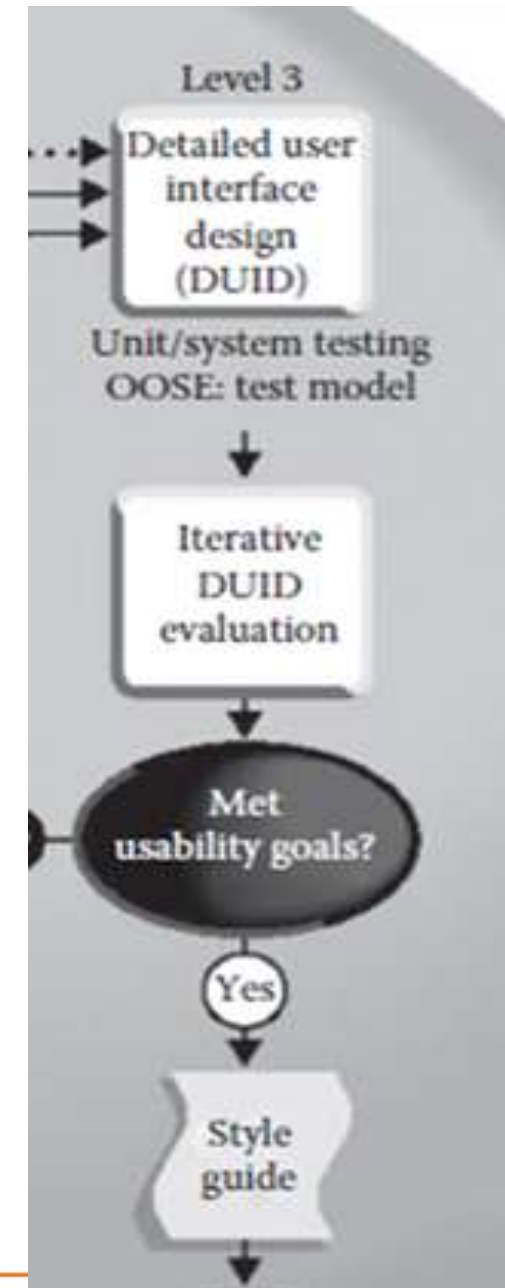 Level 3
Detailed user
interface
design
(DUID)
Unit/system testing
OOSE: test model
Iterative
DUID
evaluation
Met
usability goals?
Yes
Style
guide